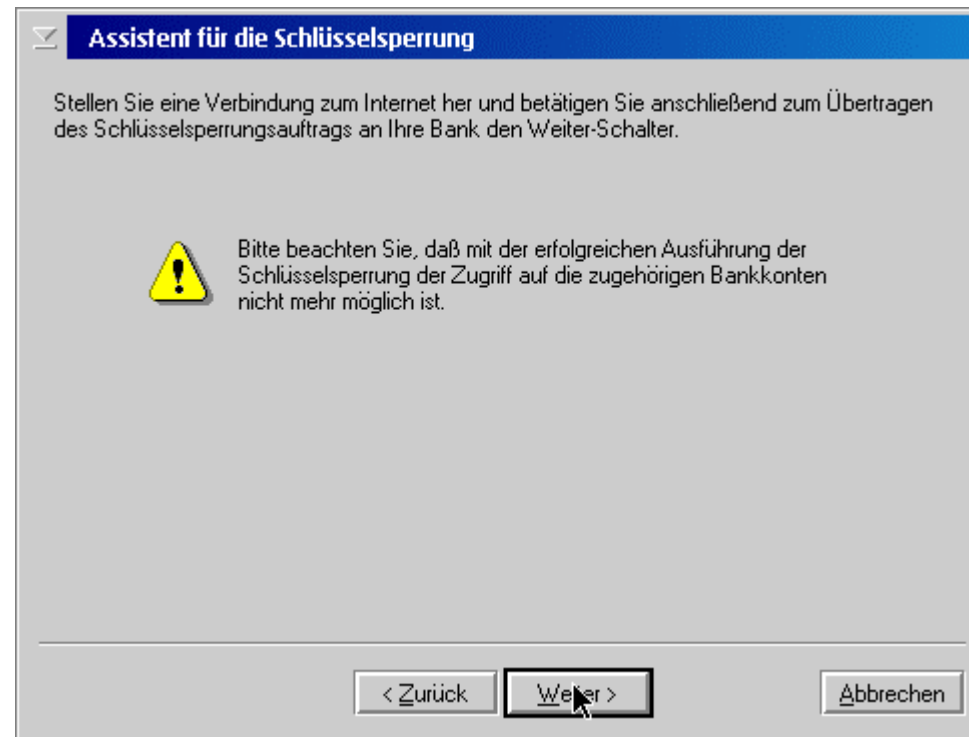 Assistent für die Schlüsselsperrung
Stellen Sie eine Verbindung zum Internet her und betätigen Sie anschließend zum Übertragen
des Schlüsselsperrungsauftrags an Ihre Bank den Weiter-Schalter.
Bitte beachten Sie, daß mit der erfolgreichen Ausführung der
Schlüsselsperrung der Zugriff auf die zugehörigen Bankkonten
nicht mehr möglich ist.
< Zurück
Weiter >
Abbrechen